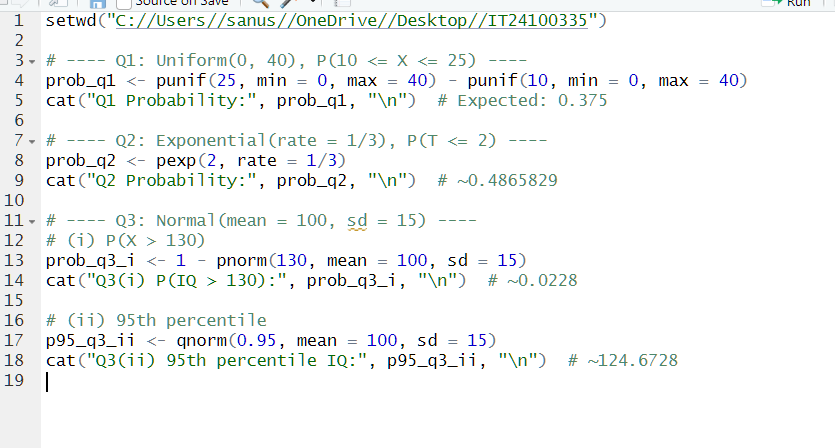 Source on Save Run
1 setwd("C://Users//sanus//OneDrive//Desktop//IT24100335")
2
3 # ---- Q1: Uniform(0, 40), P(10 <= X <= 25) ----
4 prob_q1 <- punif(25, min = 0, max = 40) - punif(10, min = 0, max = 40)
5 cat("Q1 Probability:", prob_q1, "\n")  # Expected: 0.375
6
7 # ---- Q2: Exponential(rate = 1/3), P(T <= 2) ----
8 prob_q2 <- pexp(2, rate = 1/3)
9 cat("Q2 Probability:", prob_q2, "\n")  # ~0.4865829
10
11 # ---- Q3: Normal(mean = 100, sd = 15) ----
12 # (i) P(X > 130)
13 prob_q3_i <- 1 - pnorm(130, mean = 100, sd = 15)
14 cat("Q3(i) P(IQ > 130):", prob_q3_i, "\n")  # ~0.0228
15
16 # (ii) 95th percentile
17 p95_q3_ii <- qnorm(0.95, mean = 100, sd = 15)
18 cat("Q3(ii) 95th percentile IQ:", p95_q3_ii, "\n")  # ~124.6728
19